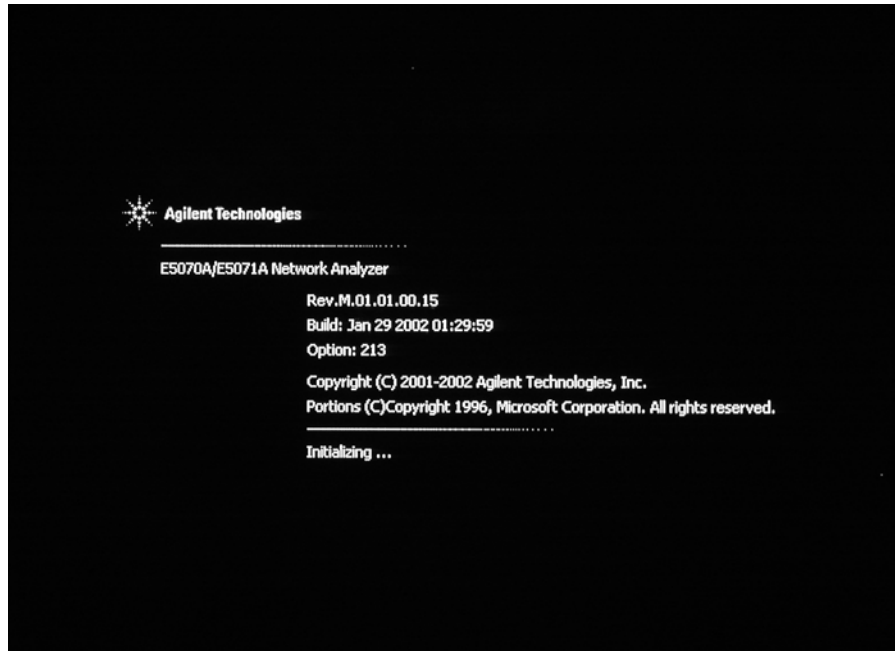 Agilent Technologies
E5070A/E5071A Network Analyzer
Rev.M.01.01.00.15
Build: Jan 29 2002 01:29:59
Option: 213
Copyright (C) 2001-2002 Agilent Technologies, Inc.
Portions (C)Copyright 1996, Microsoft Corporation. All rights reserved.
Initializing ...